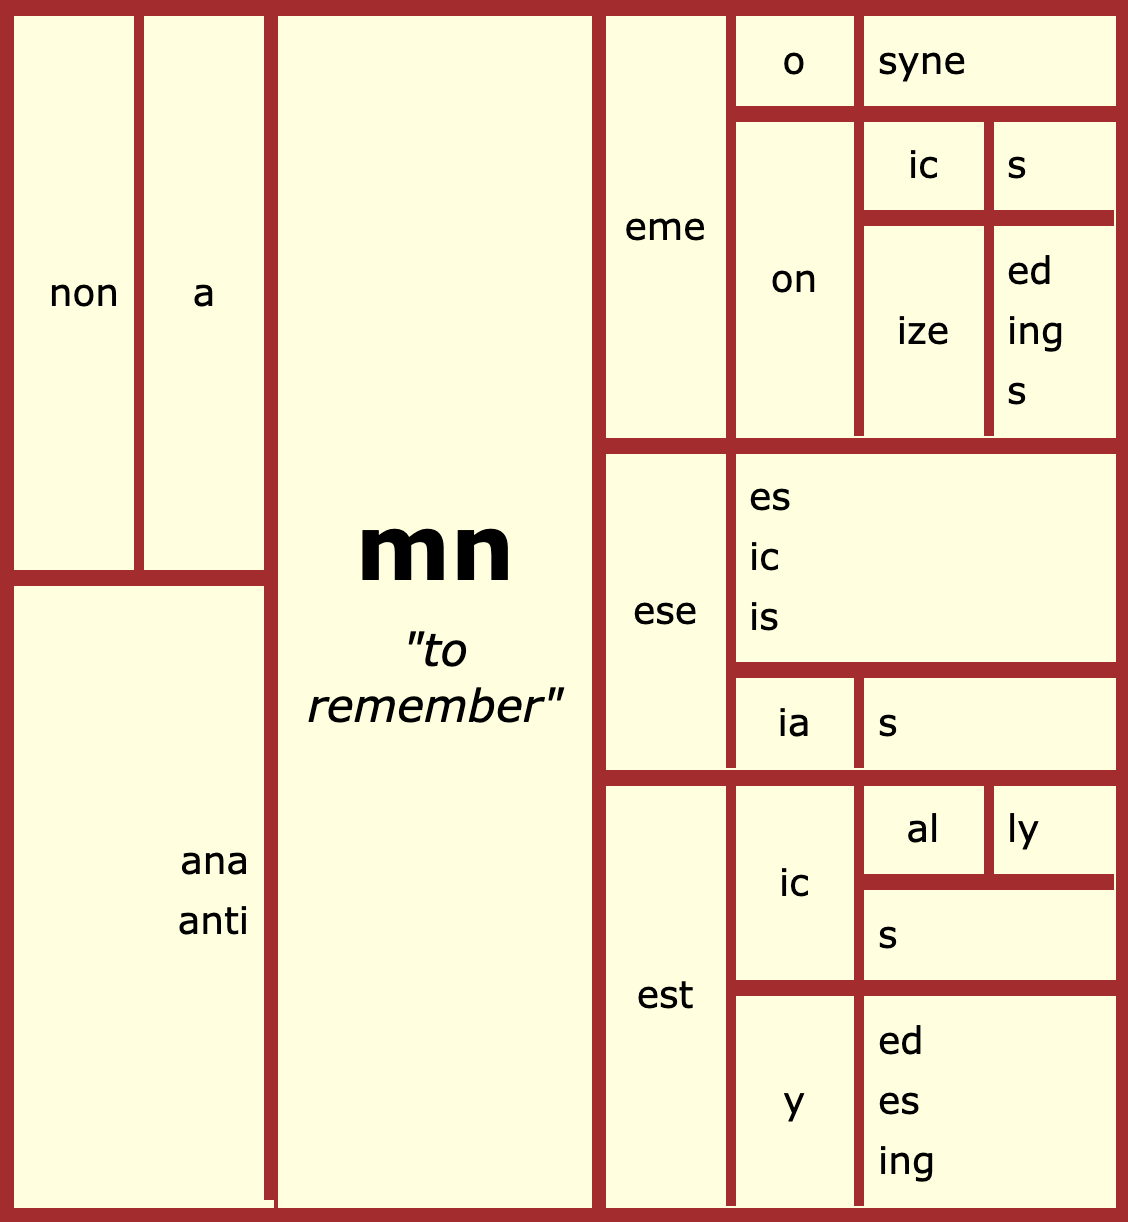 non
a
ana
anti
mn
"to
remember"
eme
o
syne
on
ic
s
ize
ed
ing
s
ese
es
ic
is
ia
s
est
ic
al
ly
s
y
ed
es
ing